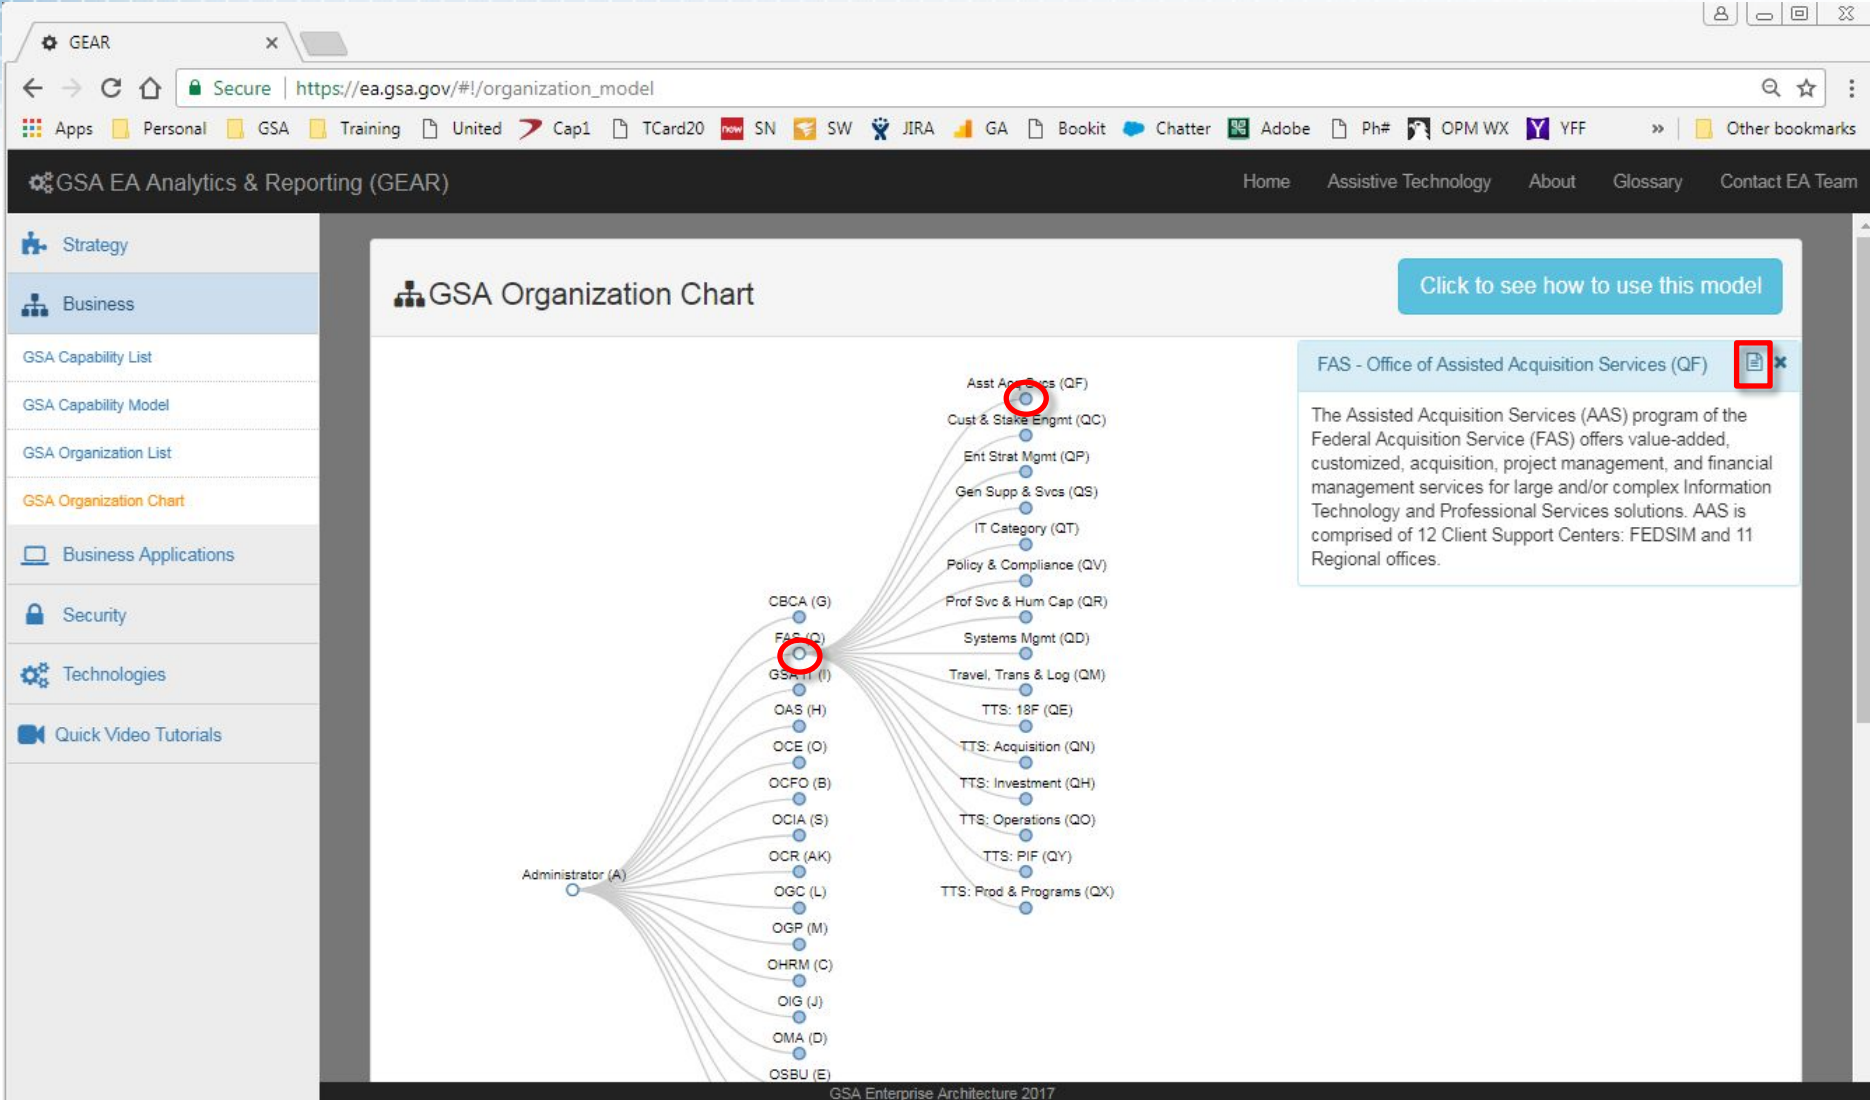 GEAR
Secure | https://ea.gsa.gov/#!/organization_model
Apps Personal GSA Training United Cap1 TCard20 now SN SW JIRA GA Bookit Chatter Adobe Ph# OPM WX YFF » Other bookmarks
GSA EA Analytics & Reporting (GEAR)
Home Assistive Technology About Glossary Contact EA Team
Strategy
Business
GSA Capability List
GSA Capability Model
GSA Organization List
GSA Organization Chart
Business Applications
Security
Technologies
Quick Video Tutorials
GSA Organization Chart
Click to see how to use this model
Administrator (A)
CBCA (G)
FAS (Q)
GSA IT (I)
OAS (H)
OCE (O)
OCFO (B)
OCIA (S)
OCR (AK)
OGC (L)
OGP (M)
OHRM (C)
OIG (J)
OMA (D)
OSBU (E)
Asst Acq Svcs (QF)
Cust & Stake Engmt (QC)
Ent Strat Mgmt (QP)
Gen Supp & Svcs (QS)
IT Category (QT)
Policy & Compliance (QV)
Prof Svc & Hum Cap (QR)
Systems Mgmt (QD)
Travel, Trans & Log (QM)
TTS: 18F (QE)
TTS: Acquisition (QN)
TTS: Investment (QH)
TTS: Operations (QO)
TTS: PIF (QY)
TTS: Prod & Programs (QX)
FAS - Office of Assisted Acquisition Services (QF)
The Assisted Acquisition Services (AAS) program of the
Federal Acquisition Service (FAS) offers value-added,
customized, acquisition, project management, and financial
management services for large and/or complex Information
Technology and Professional Services solutions. AAS is
comprised of 12 Client Support Centers: FEDSIM and 11
Regional offices.
GSA Enterprise Architecture 2017